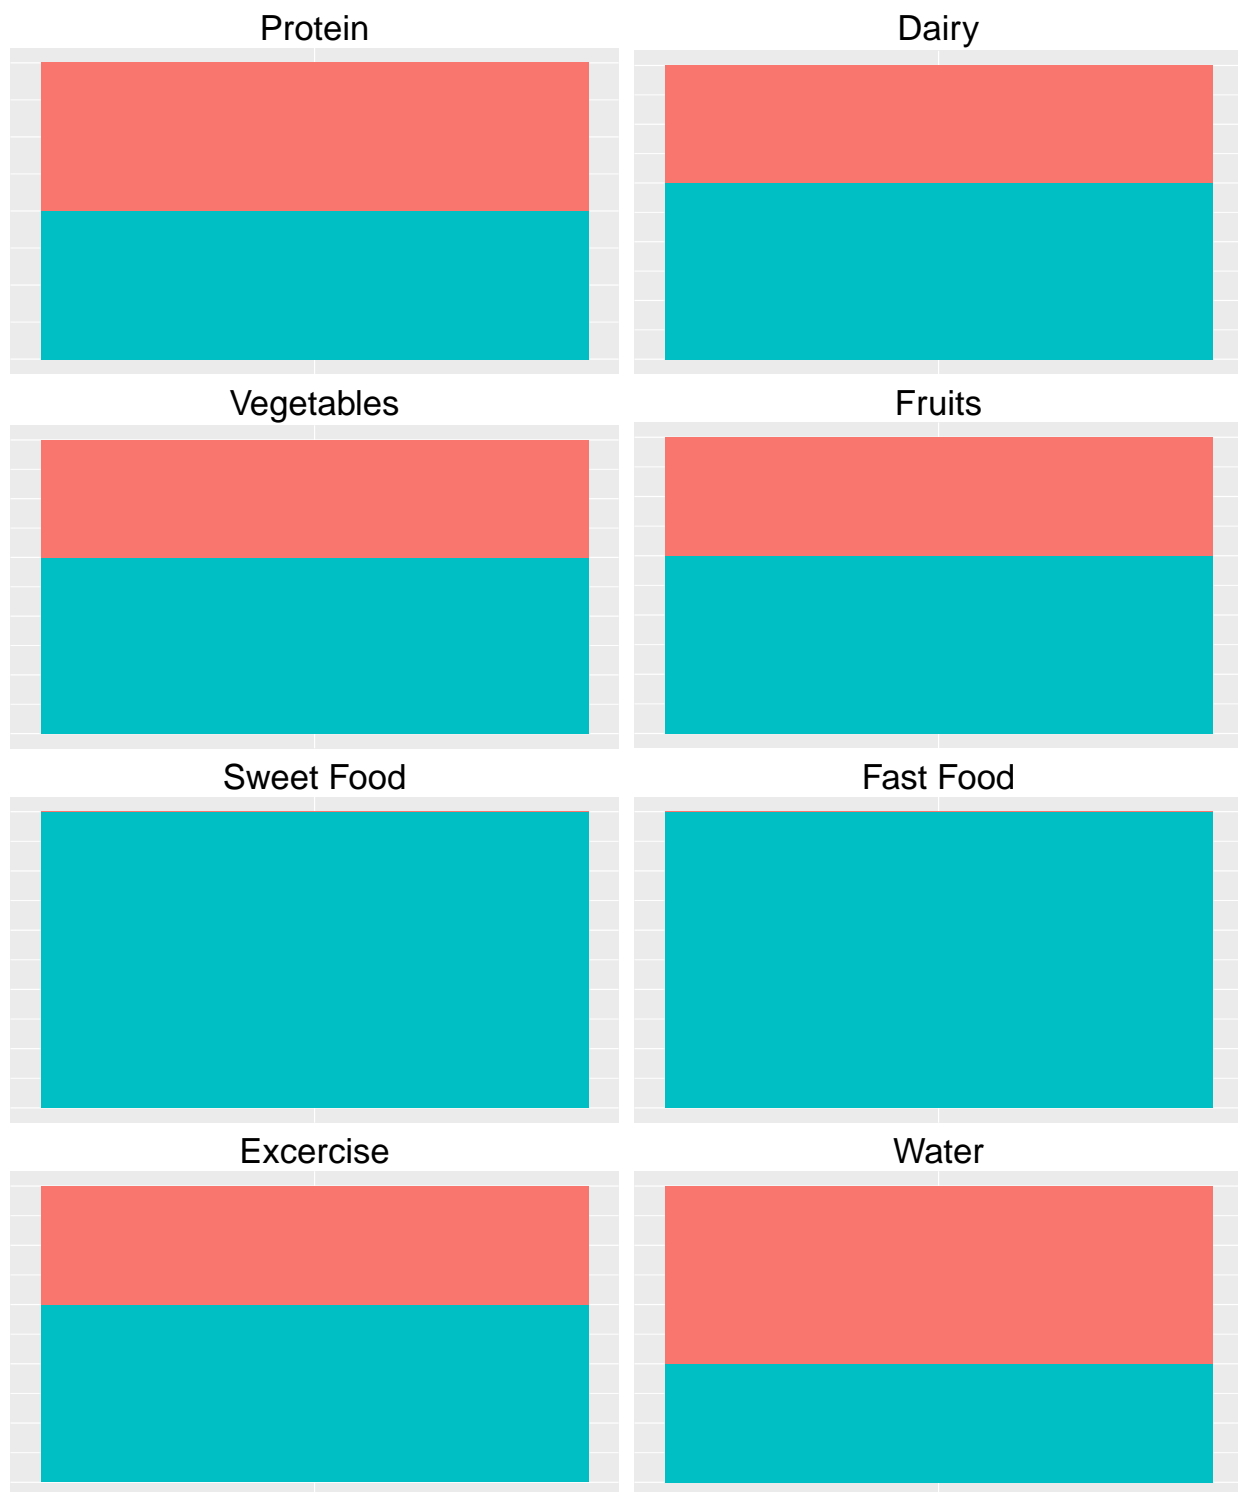 Protein
Dairy
Vegetables
Fruits
Sweet Food
Fast Food
Excercise
Water